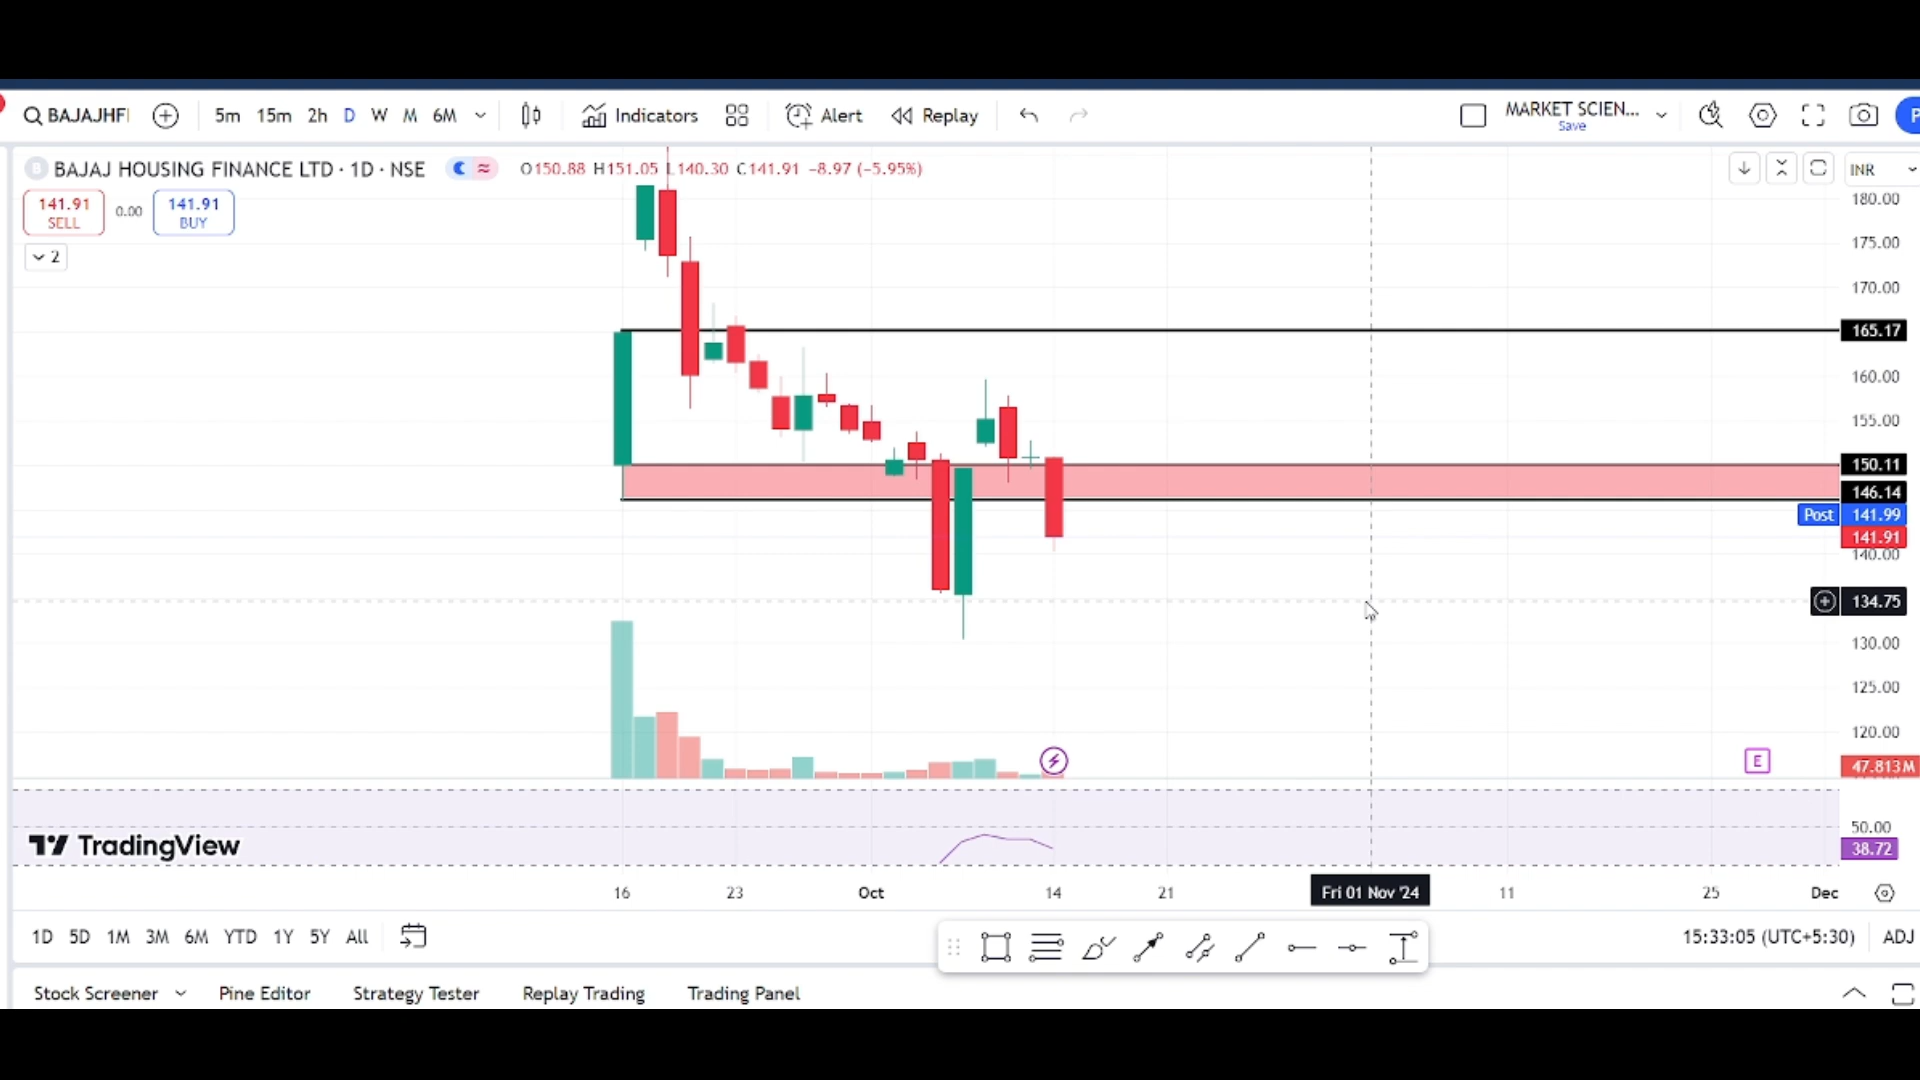 BAJAJHFI 5m 15m 2h D W M 6M Indicators Alert Replay MARKET SCIEN... Save P
B BAJAJ HOUSING FINANCE LTD · 1D · NSE O150.88 H151.05 L140.30 C141.91 −8.97 (−5.95%) INR
141.91 SELL 0.00 141.91 BUY
2
180.00
175.00
170.00
165.17
160.00
155.00
150.11
146.14
Post 141.99
141.91
140.00
134.75
130.00
125.00
120.00
E 47.813M
50.00
TradingView 38.72
16 23 Oct 14 21 Fri 01 Nov '24 11 25 Dec
1D 5D 1M 3M 6M YTD 1Y 5Y All 15:33:05 (UTC+5:30) ADJ
Stock Screener Pine Editor Strategy Tester Replay Trading Trading Panel